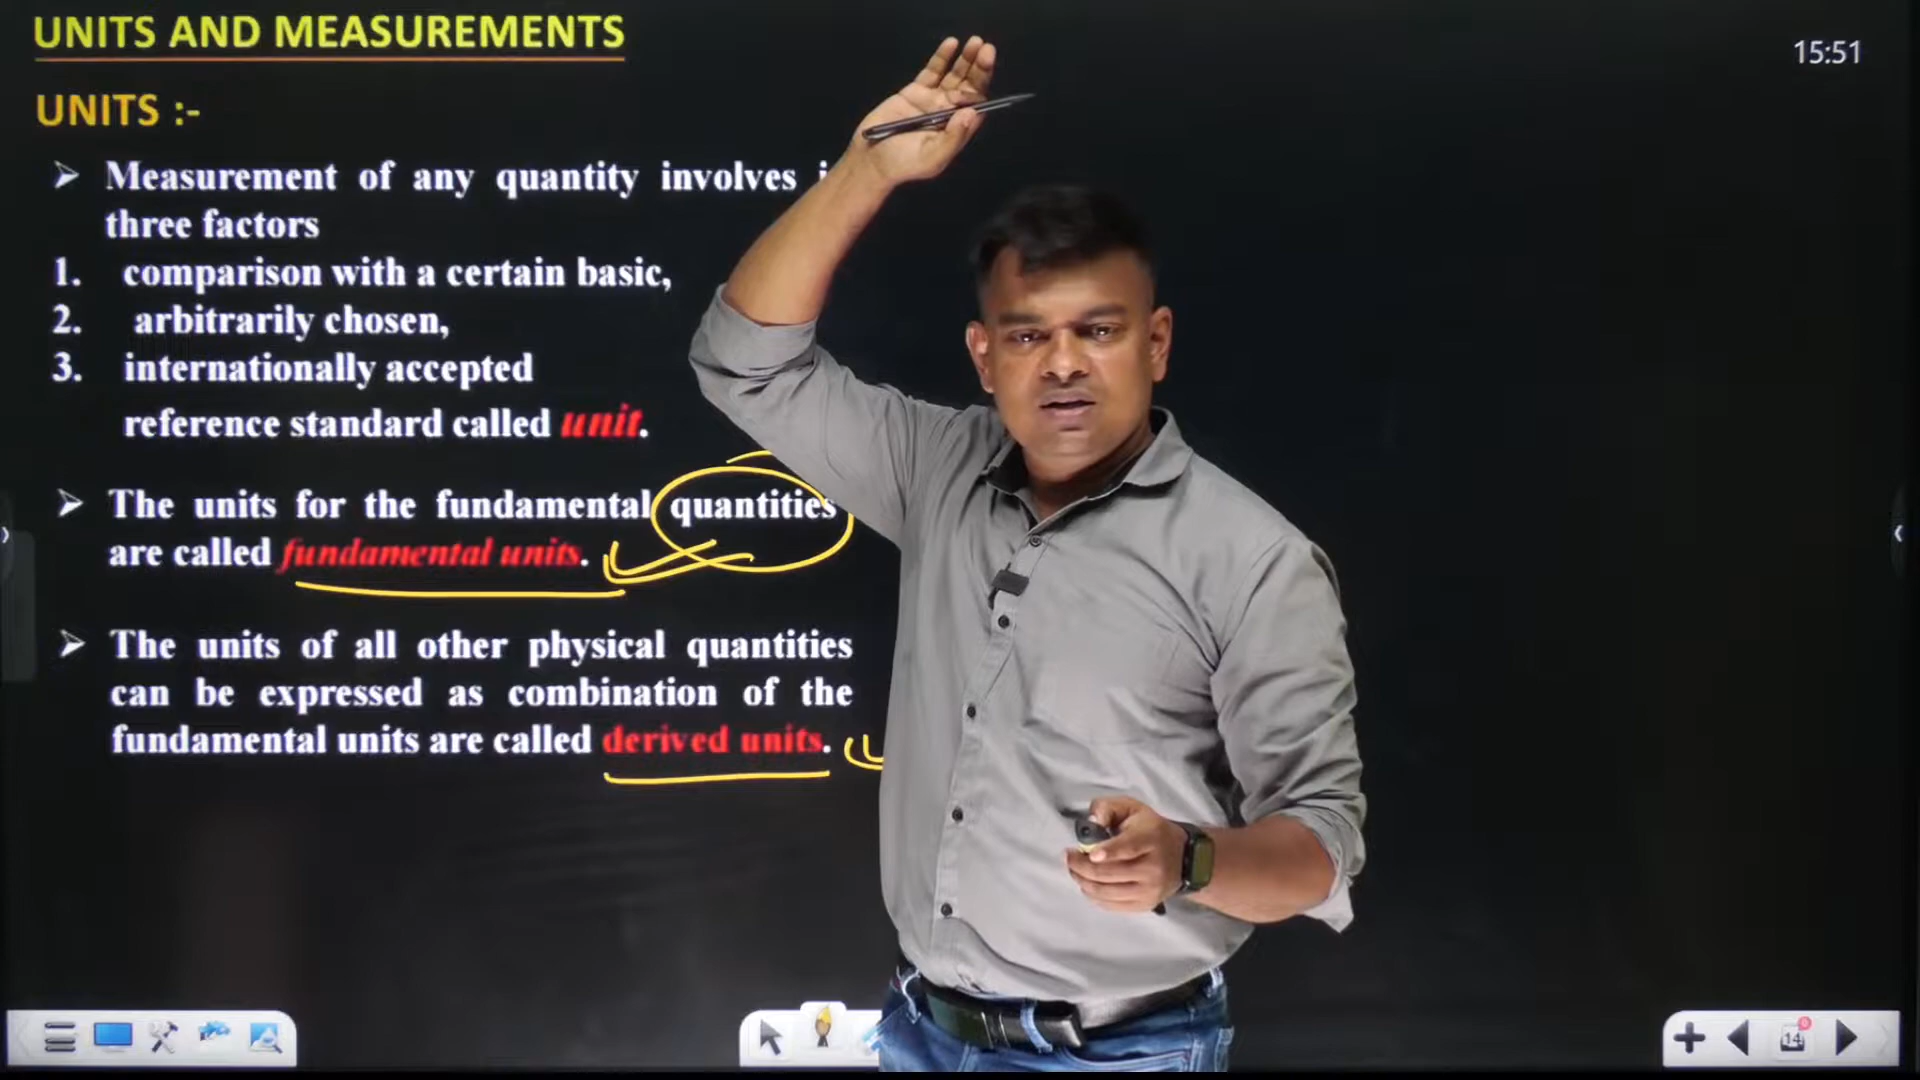 UNITS AND MEASUREMENTS
15:51
UNITS :-
➢ Measurement of any quantity involves
three factors
1. comparison with a certain basic,
2. arbitrarily chosen,
3. internationally accepted
reference standard called unit.
➢ The units for the fundamental quantities
are called fundamental units.
➢ The units of all other physical quantities
can be expressed as combination of the
fundamental units are called derived units.
14